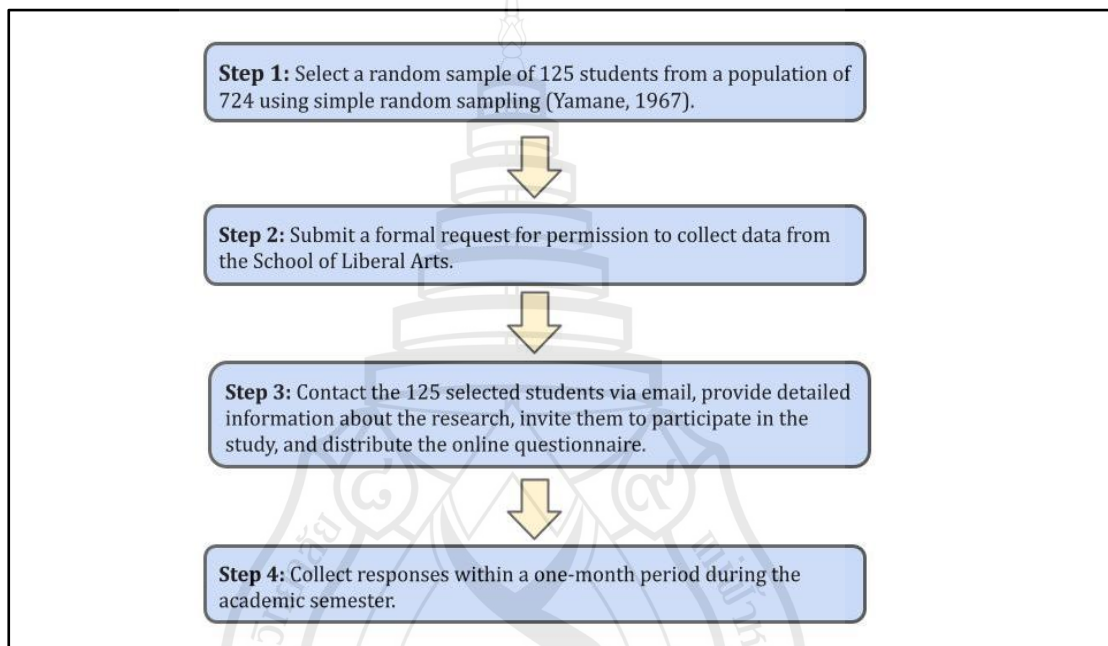 Step 1: Select a random sample of 125 students from a population of
724 using simple random sampling (Yamane, 1967).
Step 2: Submit a formal request for permission to collect data from
the School of Liberal Arts.
Step 3: Contact the 125 selected students via email, provide detailed
information about the research, invite them to participate in the
study, and distribute the online questionnaire.
Step 4: Collect responses within a one-month period during the
academic semester.